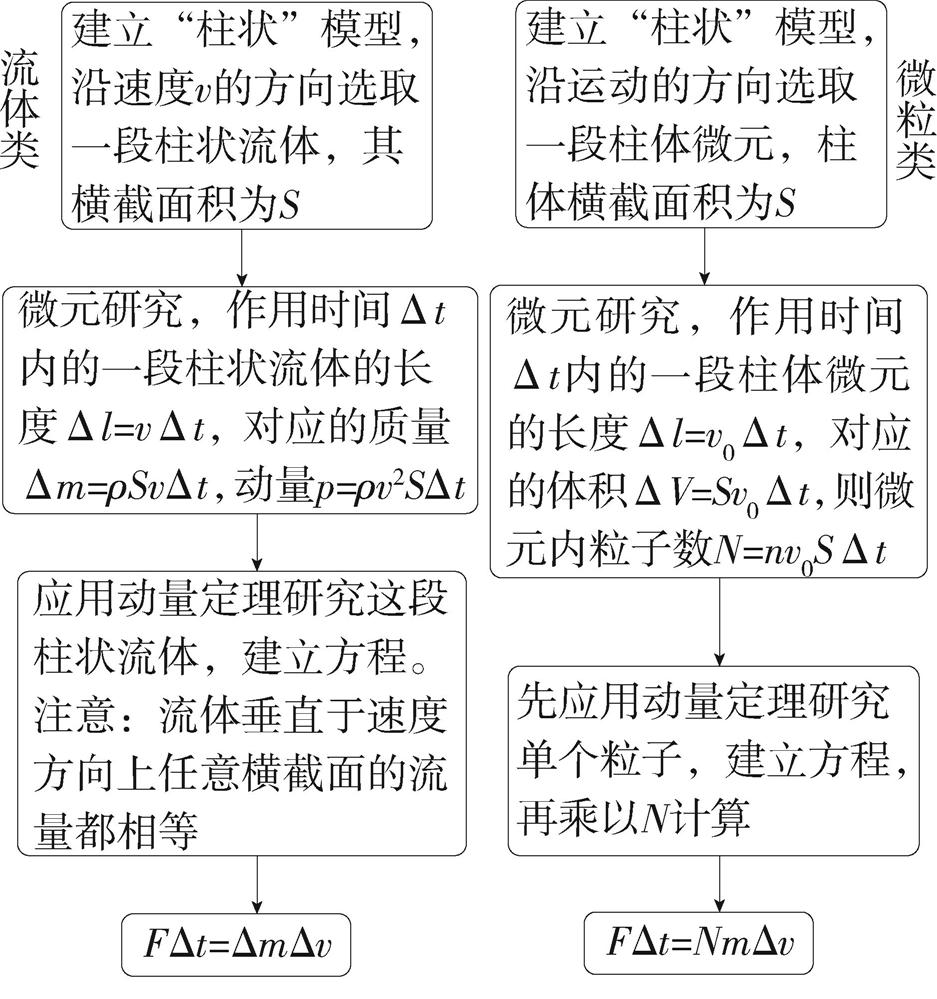 流体类
建立“柱状”模型，
沿速度v的方向选取
一段柱状流体，其
横截面积为S
微元研究，作用时间Δt
内的一段柱状流体的长
度Δl=vΔt，对应的质量
Δm=ρSvΔt,动量p=ρv²SΔt
应用动量定理研究这段
柱状流体，建立方程。
注意：流体垂直于速度
方向上任意横截面的流
量都相等
FΔt=ΔmΔv
微粒类
建立“柱状”模型，
沿运动的方向选取
一段柱体微元，柱
体横截面积为S
微元研究，作用时间
Δt内的一段柱体微元
的长度Δl=v₀Δt，对应
的体积ΔV=Sv₀Δt,则微
元内粒子数N=nv₀SΔt
先应用动量定理研究
单个粒子，建立方程，
再乘以N计算
FΔt=NmΔv